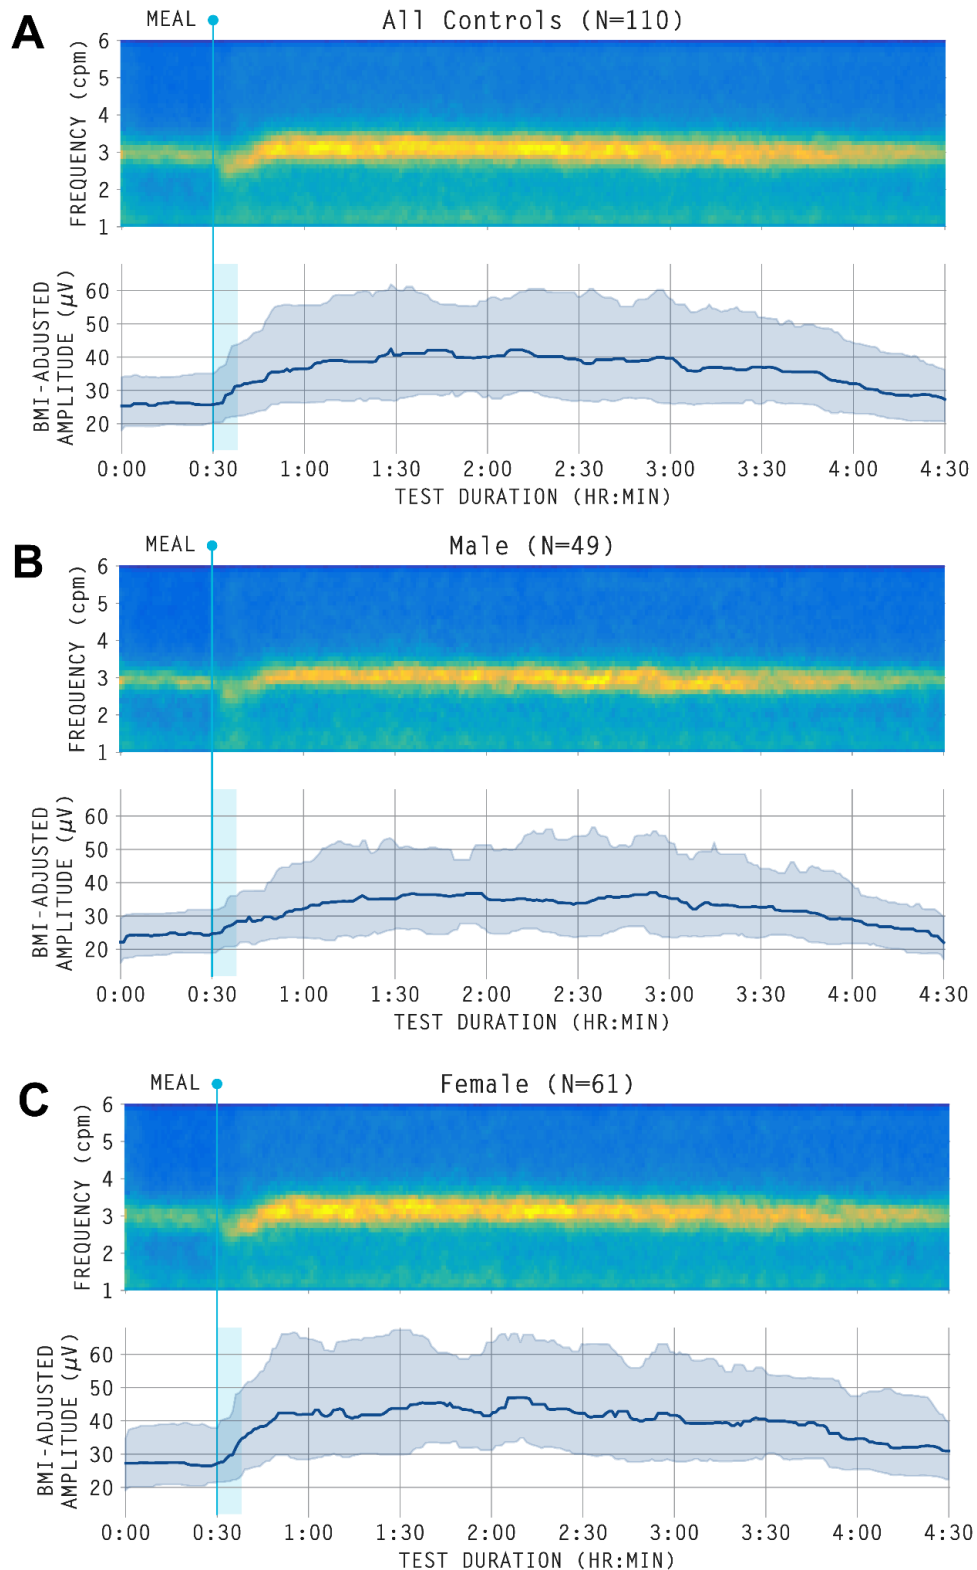 A
MEAL
All Controls (N=110)
FREQUENCY (cpm)
6
5
4
3
2
1
BMI-ADJUSTED
AMPLITUDE (μV)
60
50
40
30
20
0:00 0:30 1:00 1:30 2:00 2:30 3:00 3:30 4:00 4:30
TEST DURATION (HR:MIN)
B
MEAL
Male (N=49)
FREQUENCY (cpm)
6
5
4
3
2
1
BMI-ADJUSTED
AMPLITUDE (μV)
60
50
40
30
20
0:00 0:30 1:00 1:30 2:00 2:30 3:00 3:30 4:00 4:30
TEST DURATION (HR:MIN)
C
MEAL
Female (N=61)
FREQUENCY (cpm)
6
5
4
3
2
1
BMI-ADJUSTED
AMPLITUDE (μV)
60
50
40
30
20
0:00 0:30 1:00 1:30 2:00 2:30 3:00 3:30 4:00 4:30
TEST DURATION (HR:MIN)